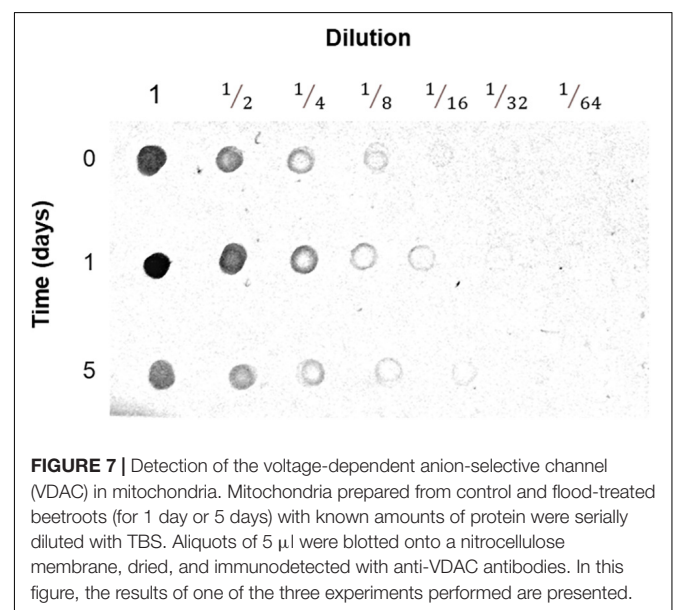 Dilution
1 1/2 1/4 1/8 1/16 1/32 1/64
0
Time (days)
1
5
FIGURE 7 | Detection of the voltage-dependent anion-selective channel
(VDAC) in mitochondria. Mitochondria prepared from control and flood-treated
beetroots (for 1 day or 5 days) with known amounts of protein were serially
diluted with TBS. Aliquots of 5 μl were blotted onto a nitrocellulose
membrane, dried, and immunodetected with anti-VDAC antibodies. In this
figure, the results of one of the three experiments performed are presented.